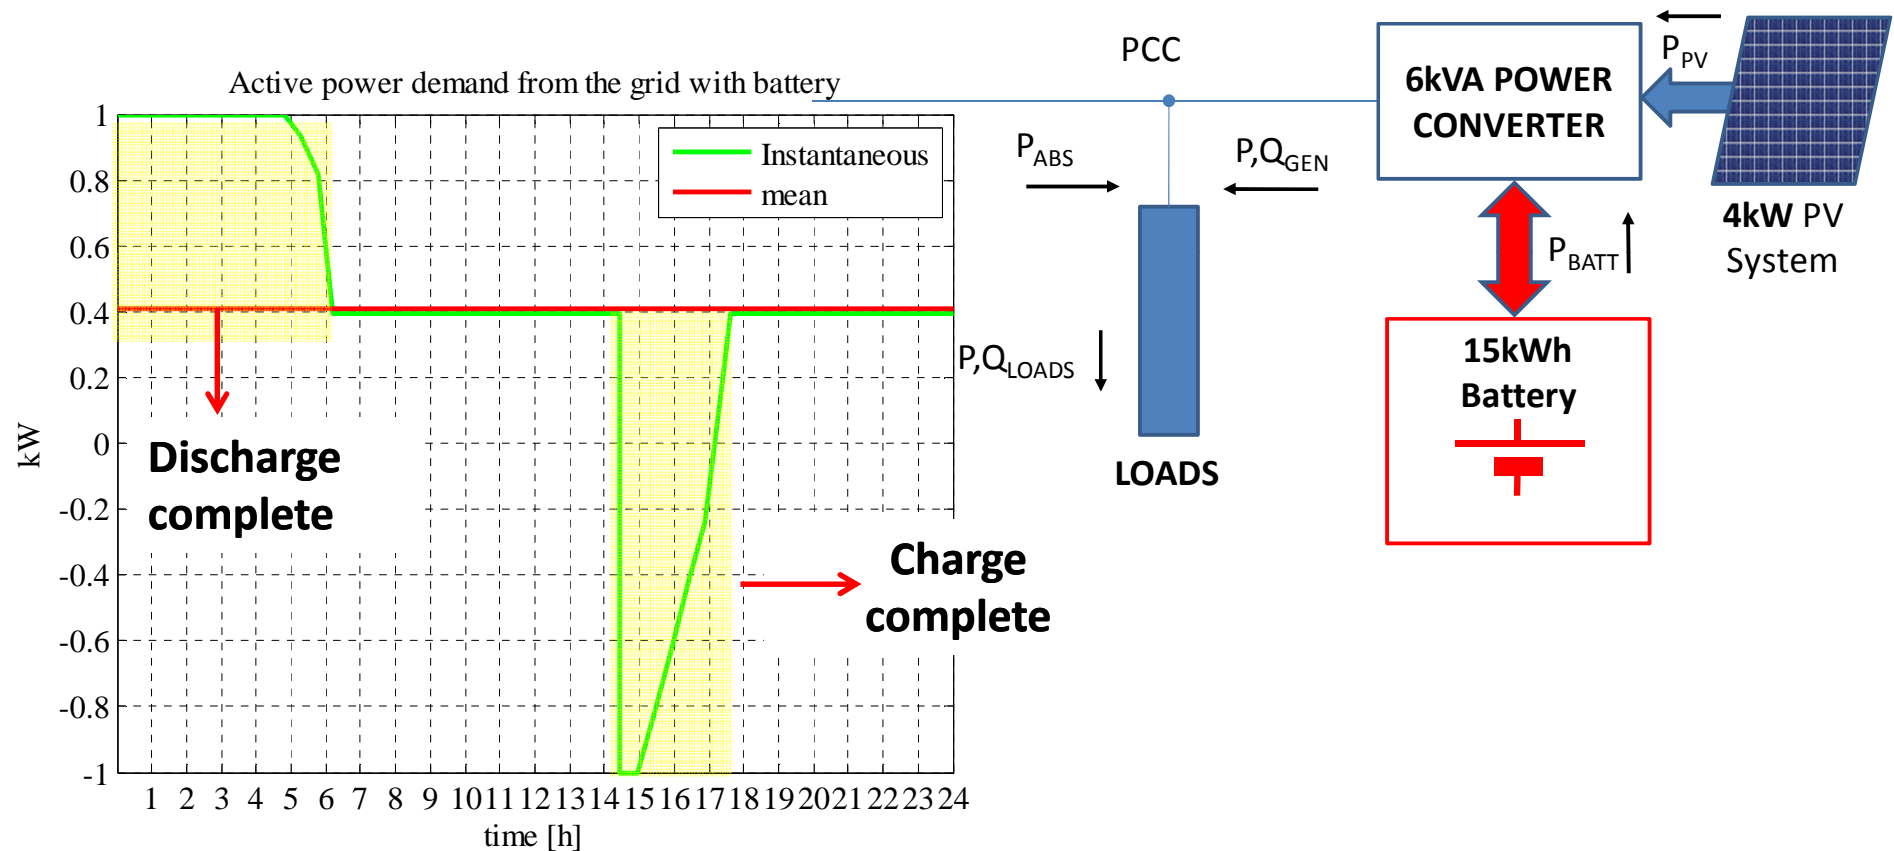 Active power demand from the grid with battery
1
0.8
0.6
0.4
0.2
0
-0.2
-0.4
-0.6
-0.8
-1
kW
Instantaneous
mean
Discharge
complete
Charge
complete
1 2 3 4 5 6 7 8 9 10 11 12 13 14 15 16 17 18 19 20 21 22 23 24
time [h]
PCC
P_ABS
P,Q_GEN
P,Q_LOADS
LOADS
6kVA POWER
CONVERTER
P_PV
4kW PV
System
P_BATT
15kWh
Battery